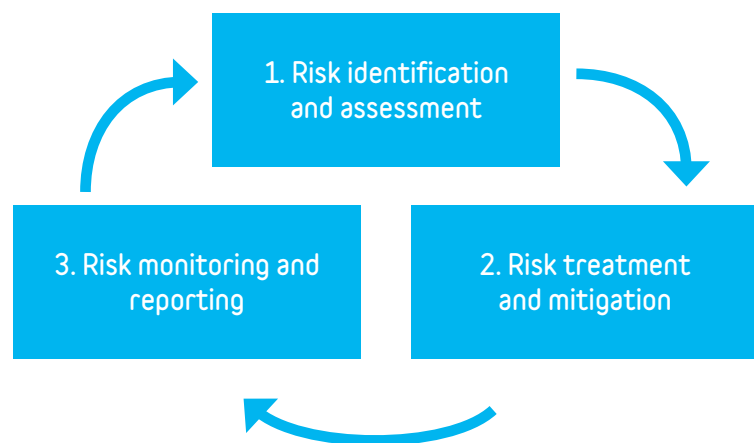 1. Risk identification
and assessment
2. Risk treatment
and mitigation
3. Risk monitoring and
reporting